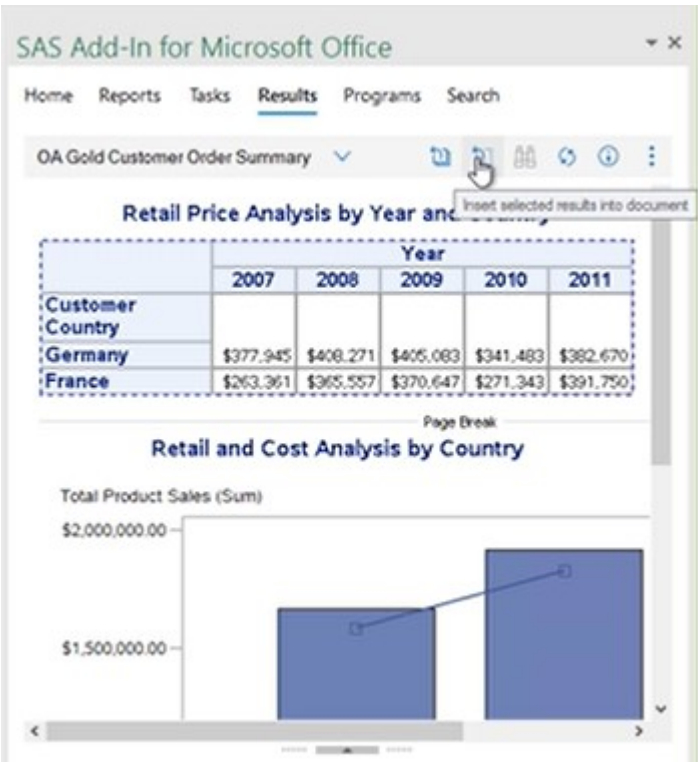 SAS Add-In for Microsoft Office
Home Reports Tasks Results Programs Search
OA Gold Customer Order Summary
Insert selected results into document
Retail Price Analysis by Year and
Year
2007 2008 2009 2010 2011
Customer
Country
Germany $377,945 $408,271 $405,083 $341,483 $382,670
France $263,361 $365,557 $370,647 $271,343 $391,750
Page Break
Retail and Cost Analysis by Country
Total Product Sales (Sum)
$2,000,000.00
$1,500,000.00